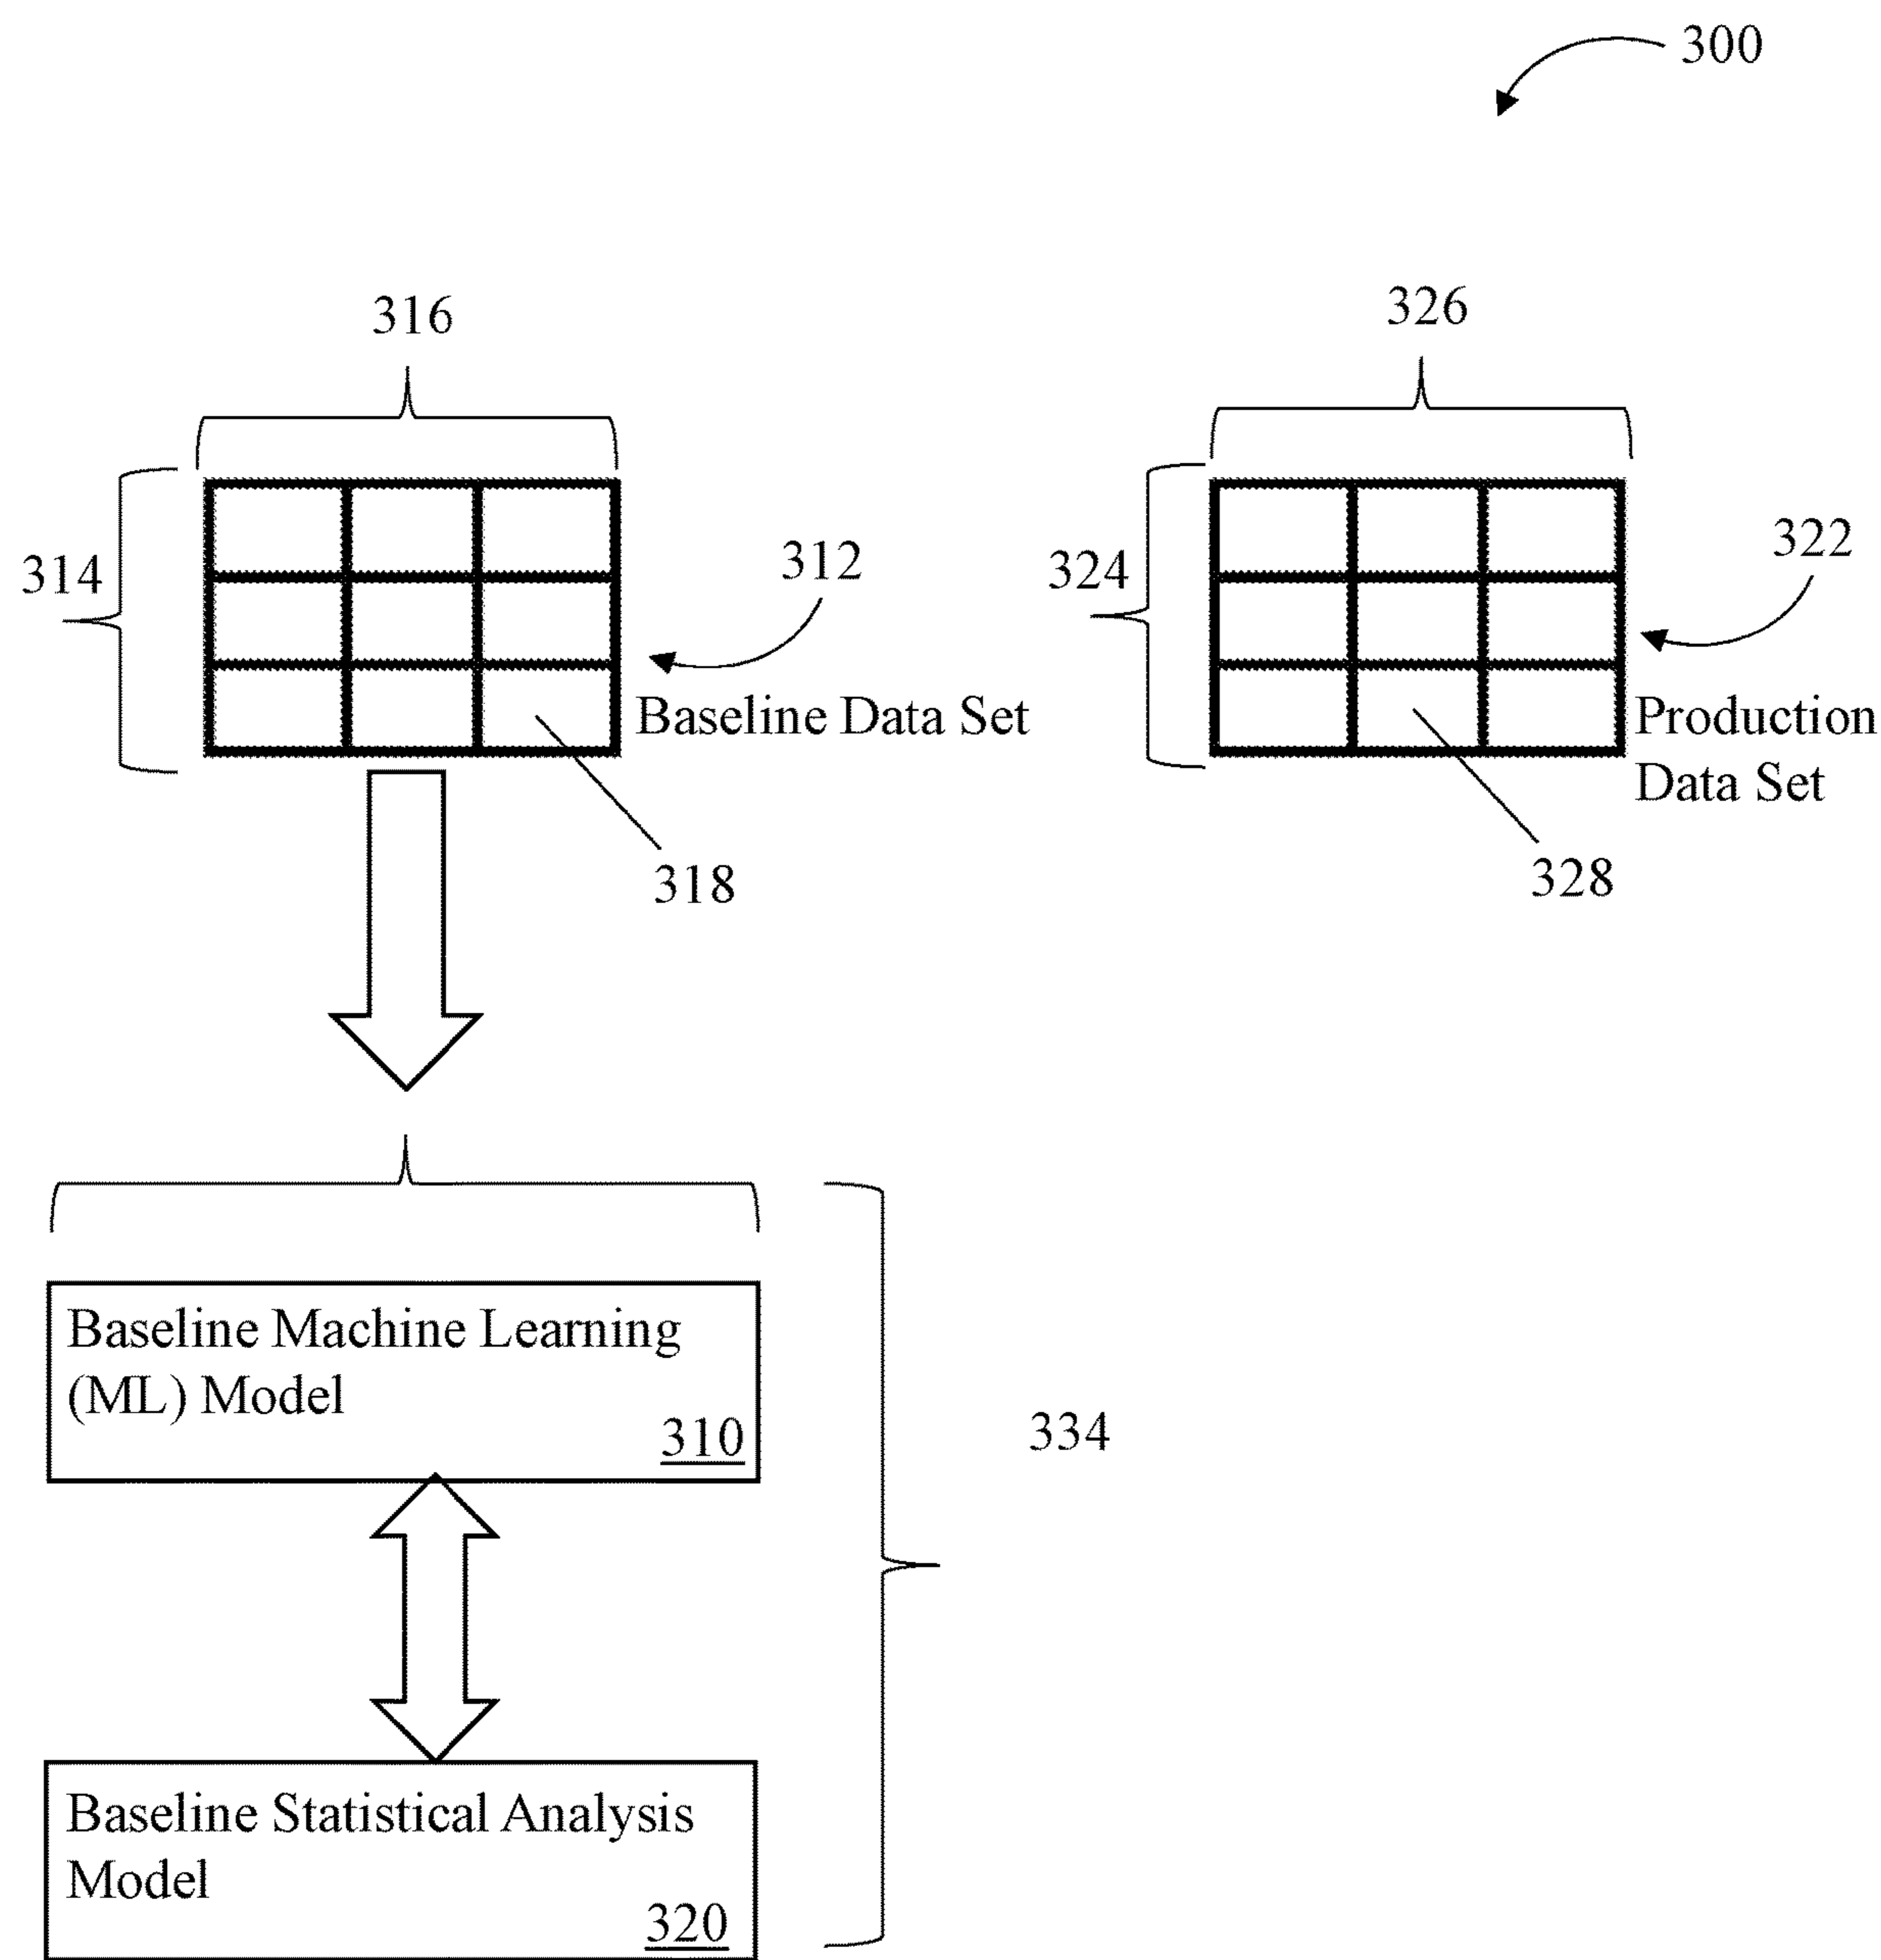 300
316
326
314
312
324
322
Baseline Data Set
Production
Data Set
318
328
Baseline Machine Learning
(ML) Model
310
334
Baseline Statistical Analysis
Model
320